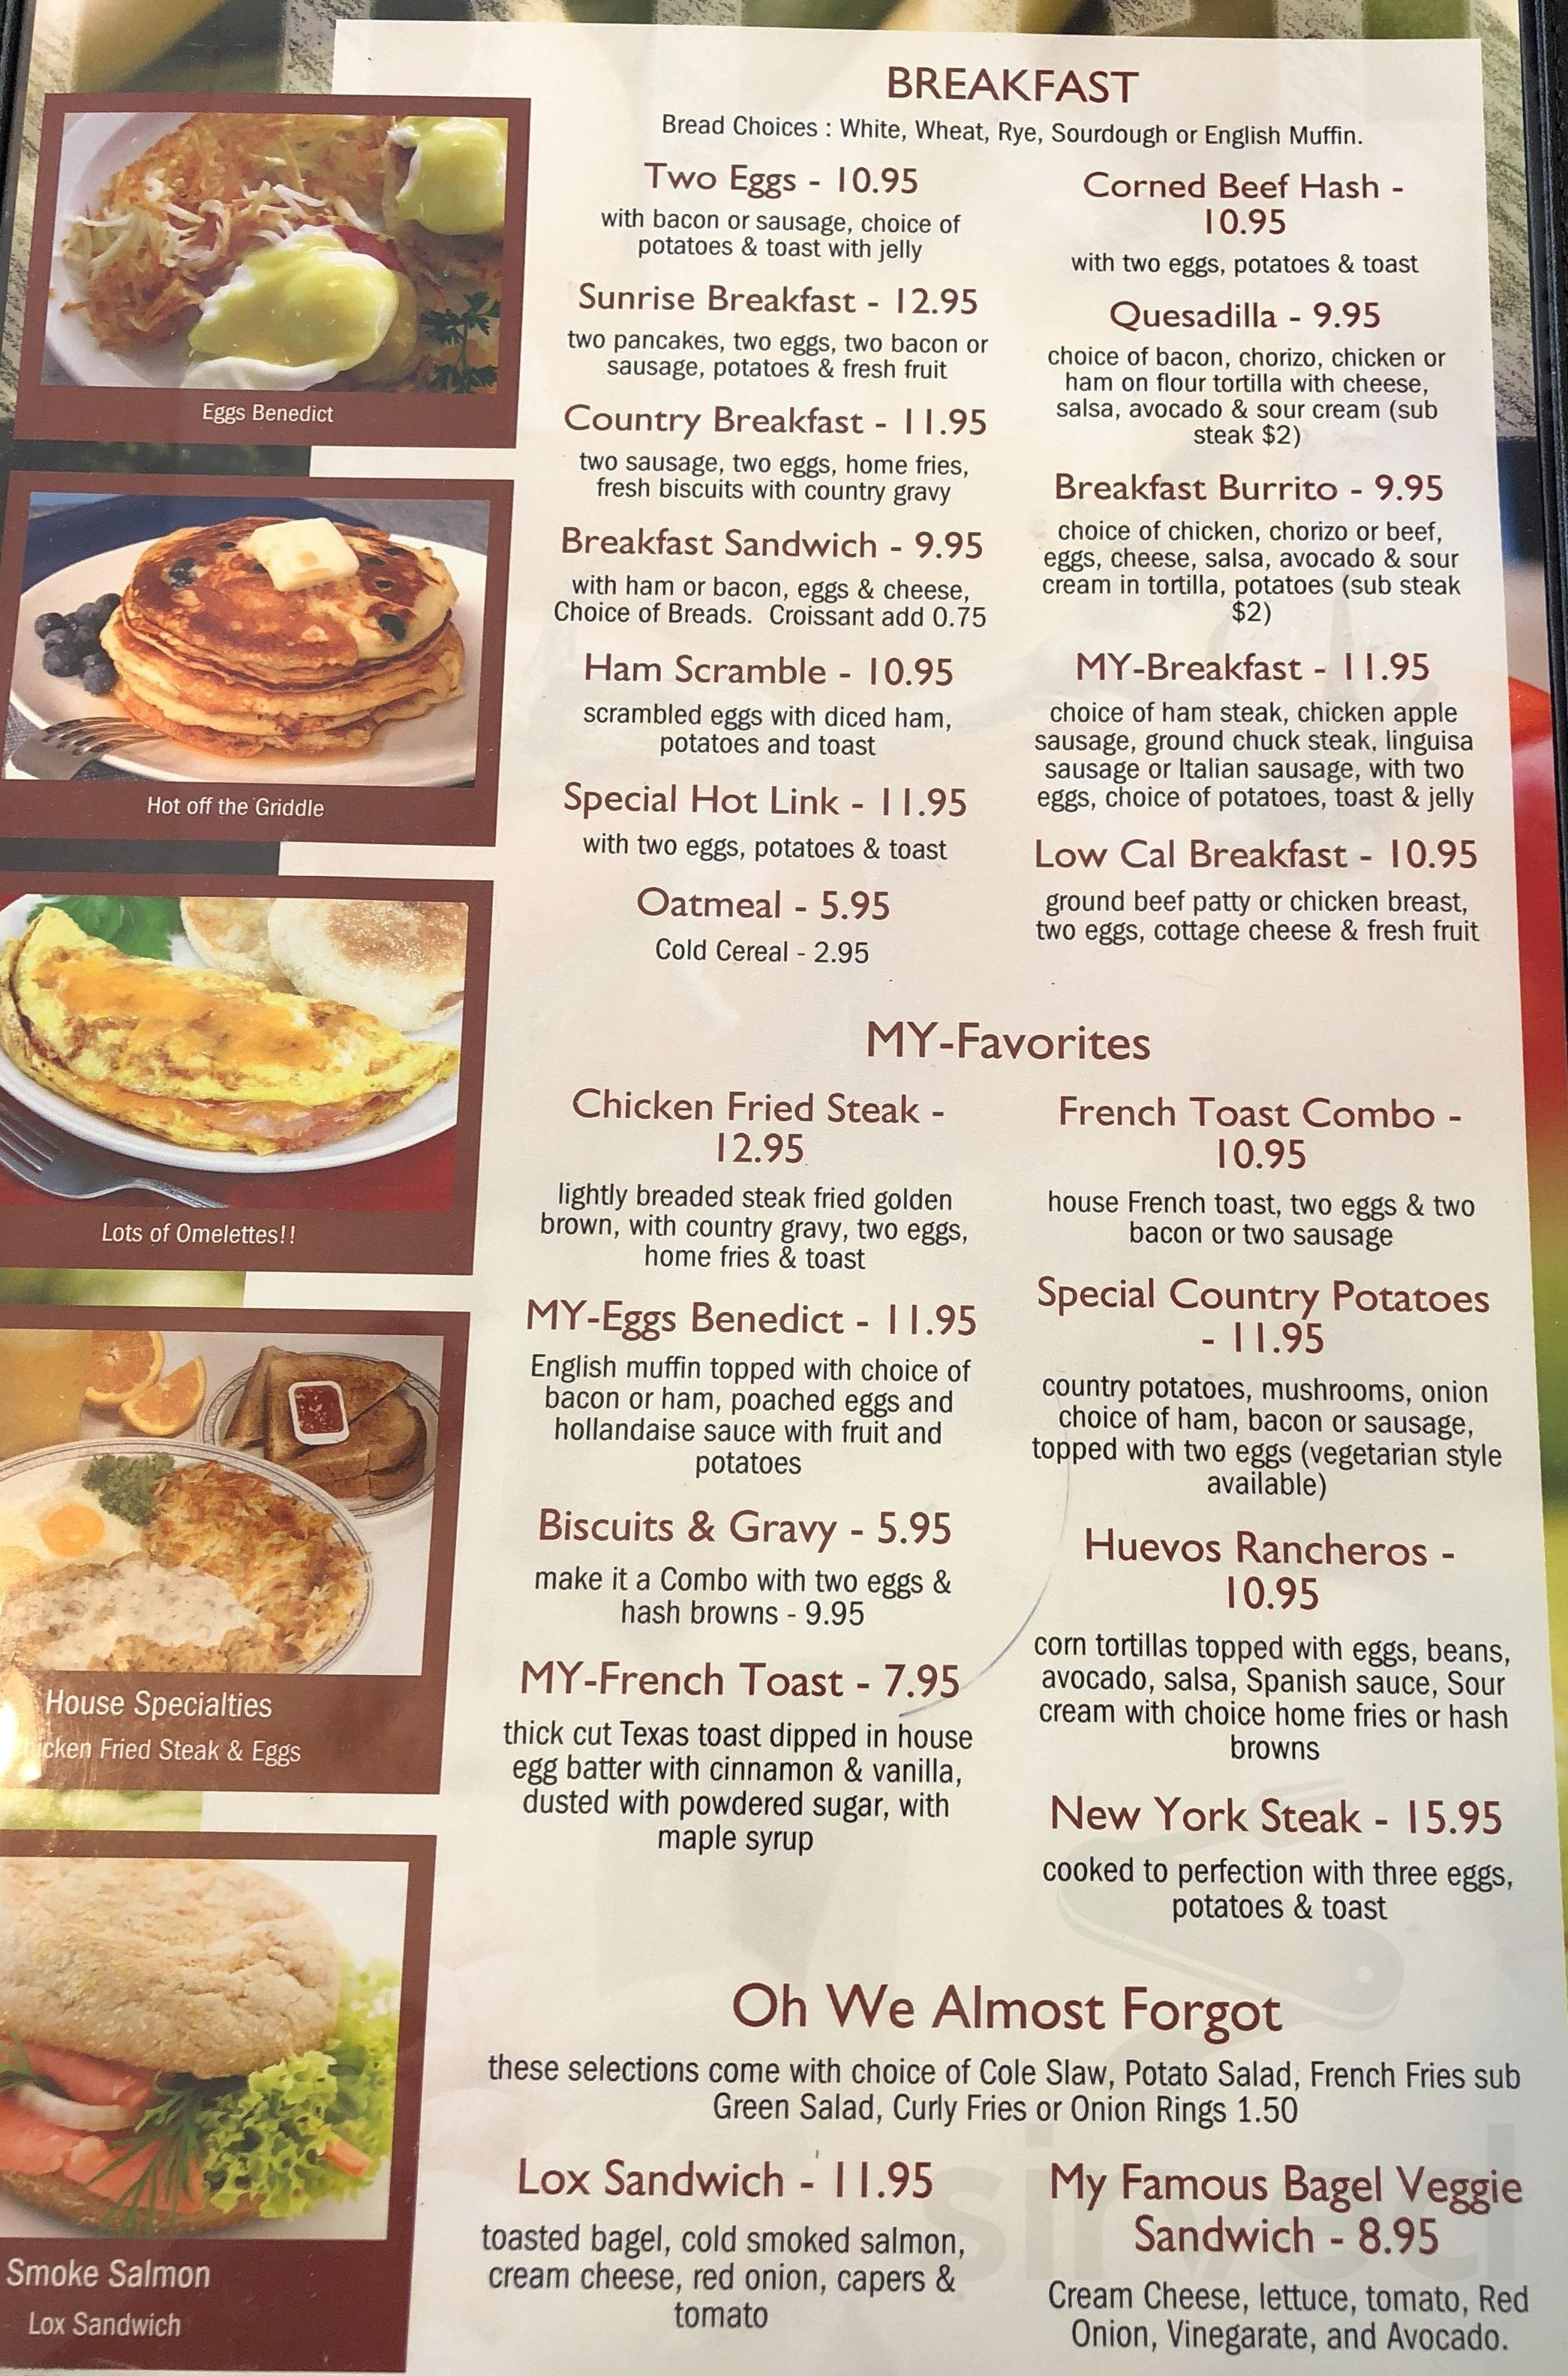 BREAKFAST
Bread Choices : White, Wheat, Rye, Sourdough or English Muffin.
Two Eggs - 10.95
with bacon or sausage, choice of
potatoes & toast with jelly
Sunrise Breakfast - 12.95
two pancakes, two eggs, two bacon or
sausage, potatoes & fresh fruit
Country Breakfast - 11.95
two sausage, two eggs, home fries,
fresh biscuits with country gravy
Breakfast Sandwich - 9.95
with ham or bacon, eggs & cheese,
Choice of Breads. Croissant add 0.75
Ham Scramble - 10.95
scrambled eggs with diced ham,
potatoes and toast
Special Hot Link - 11.95
with two eggs, potatoes & toast
Oatmeal - 5.95
Cold Cereal - 2.95
Corned Beef Hash -
10.95
with two eggs, potatoes & toast
Quesadilla - 9.95
choice of bacon, chorizo, chicken or
ham on flour tortilla with cheese,
salsa, avocado & sour cream (sub
steak $2)
Breakfast Burrito - 9.95
choice of chicken, chorizo or beef,
eggs, cheese, salsa, avocado & sour
cream in tortilla, potatoes (sub steak
$2)
MY-Breakfast - 11.95
choice of ham steak, chicken apple
sausage, ground chuck steak, linguisa
sausage or Italian sausage, with two
eggs, choice of potatoes, toast & jelly
Low Cal Breakfast - 10.95
ground beef patty or chicken breast,
two eggs, cottage cheese & fresh fruit
MY-Favorites
Chicken Fried Steak -
12.95
lightly breaded steak fried golden
brown, with country gravy, two eggs,
home fries & toast
MY-Eggs Benedict - 11.95
English muffin topped with choice of
bacon or ham, poached eggs and
hollandaise sauce with fruit and
potatoes
Biscuits & Gravy - 5.95
make it a Combo with two eggs &
hash browns - 9.95
MY-French Toast - 7.95
thick cut Texas toast dipped in house
egg batter with cinnamon & vanilla,
dusted with powdered sugar, with
maple syrup
French Toast Combo -
10.95
house French toast, two eggs & two
bacon or two sausage
Special Country Potatoes
- 11.95
country potatoes, mushrooms, onion
choice of ham, bacon or sausage,
topped with two eggs (vegetarian style
available)
Huevos Rancheros -
10.95
corn tortillas topped with eggs, beans,
avocado, salsa, Spanish sauce, Sour
cream with choice home fries or hash
browns
New York Steak - 15.95
cooked to perfection with three eggs,
potatoes & toast
Oh We Almost Forgot
these selections come with choice of Cole Slaw, Potato Salad, French Fries sub
Green Salad, Curly Fries or Onion Rings 1.50
Lox Sandwich - 11.95
toasted bagel, cold smoked salmon,
cream cheese, red onion, capers &
tomato
My Famous Bagel Veggie
Sandwich - 8.95
Cream Cheese, lettuce, tomato, Red
Onion, Vinegarate, and Avocado.
Eggs Benedict
Hot off the Griddle
Lots of Omelettes!!
House Specialties
Fried Steak & Eggs
Smoke Salmon
Lox Sandwich